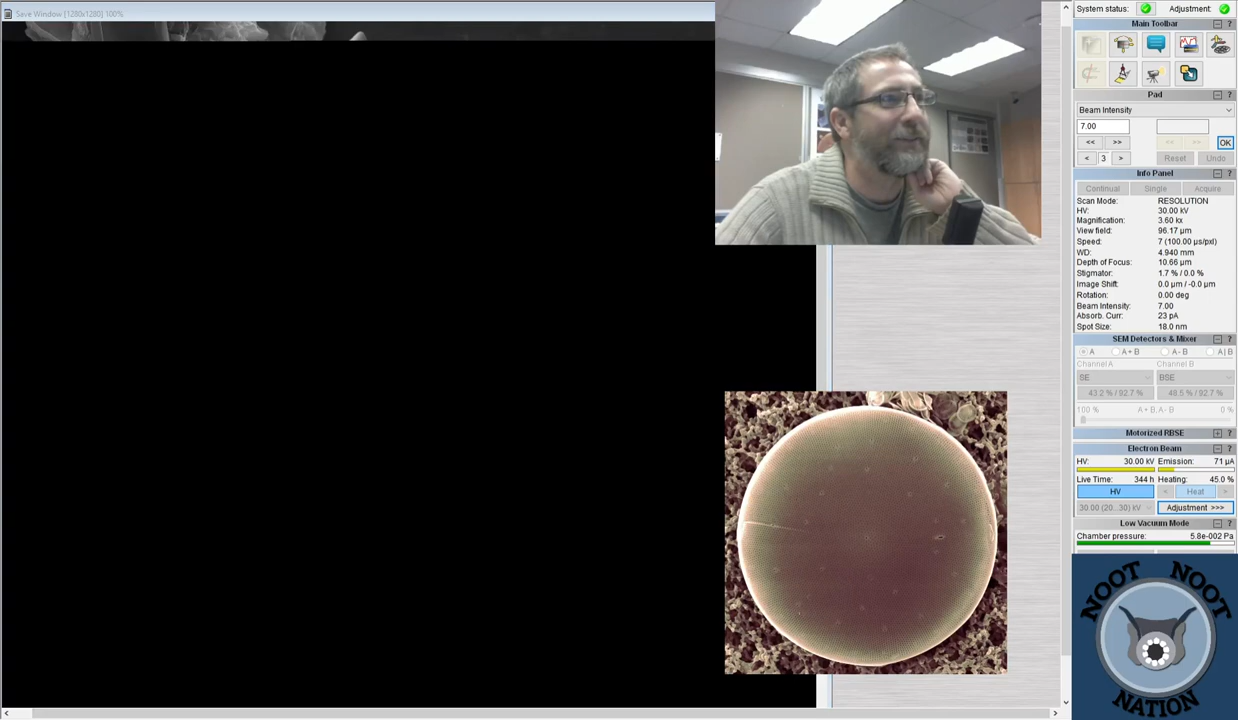 Save Window [1280x1280] 100%
System status:
Adjustment:
Main Toolbar
Pad
Beam Intensity
7.00
<< >> << >> OK
< 3 > Reset Undo
Info Panel
Continual Single Acquire
Scan Mode: RESOLUTION
HV: 30.00 kV
Magnification: 3.60 kx
View field: 96.17 µm
Speed: 7 (100.00 µs/pxl)
WD: 4.940 mm
Depth of Focus: 10.66 µm
Stigmator: 1.7 % / 0.0 %
Image Shift: 0.0 µm / -0.0 µm
Rotation: 0.00 deg
Beam Intensity: 7.00
Absorb. Curr: 23 pA
Spot Size: 18.0 nm
SEM Detectors & Mixer
A A + B A - B A | B
Channel A Channel B
SE BSE
43.2 % / 92.7 % 48.5 % / 92.7 %
100 % A + B, A - B 0 %
Motorized RBSE
Electron Beam
HV: 30.00 kV Emission: 71 µA
Live Time: 344 h Heating: 45.0 %
HV < Heat >
30.00 (20...30) kV Adjustment >>>
Low Vacuum Mode
Chamber pressure: 5.8e-002 Pa
NOOT NOOT
NATION